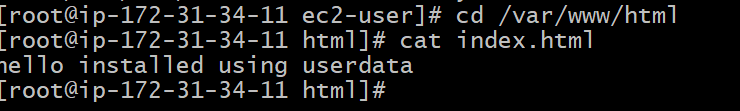 [root@ip-172-31-34-11 ec2-user]# cd /var/www/html
[root@ip-172-31-34-11 html]# cat index.html
hello installed using userdata
[root@ip-172-31-34-11 html]#